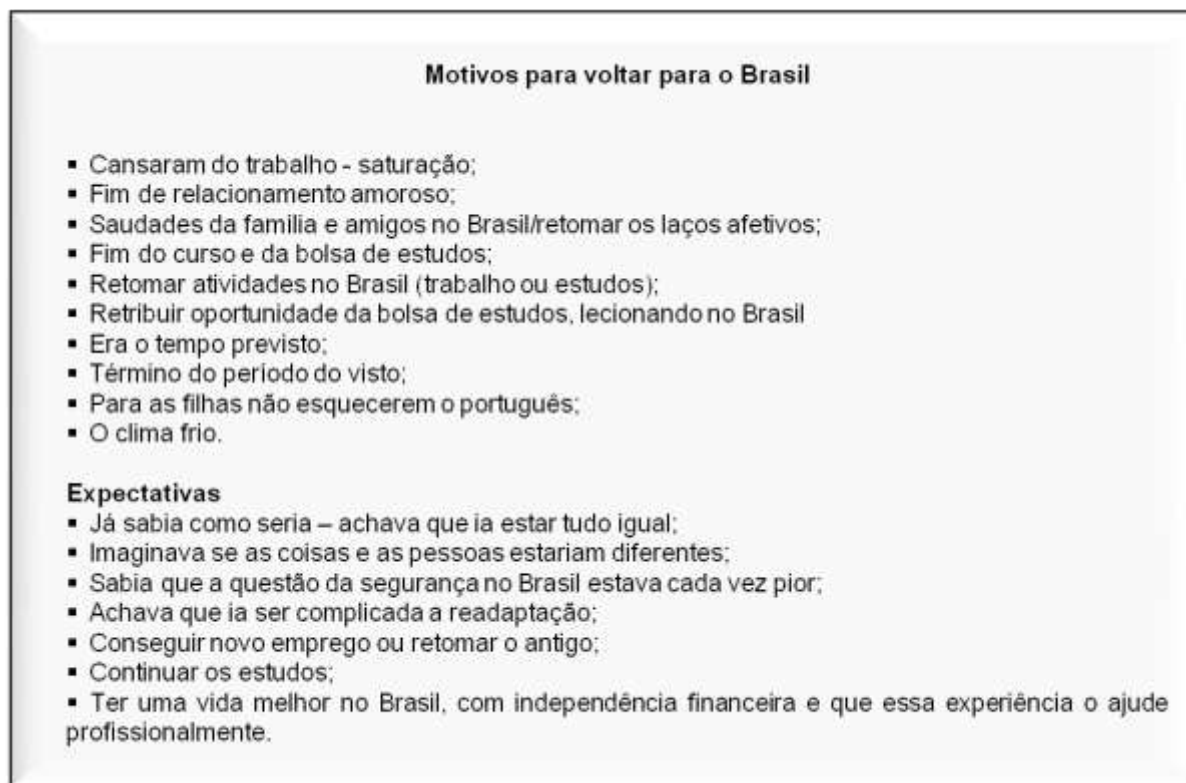 Motivos para voltar para o Brasil
▪ Cansaram do trabalho - saturação;
▪ Fim de relacionamento amoroso;
▪ Saudades da família e amigos no Brasil/retomar os laços afetivos;
▪ Fim do curso e da bolsa de estudos;
▪ Retomar atividades no Brasil (trabalho ou estudos);
▪ Retribuir oportunidade da bolsa de estudos, lecionando no Brasil
▪ Era o tempo previsto;
▪ Término do período do visto;
▪ Para as filhas não esquecerem o português;
▪ O clima frio.
Expectativas
▪ Já sabia como seria – achava que ia estar tudo igual;
▪ Imaginava se as coisas e as pessoas estariam diferentes;
▪ Sabia que a questão da segurança no Brasil estava cada vez pior;
▪ Achava que ia ser complicada a readaptação;
▪ Conseguir novo emprego ou retomar o antigo;
▪ Continuar os estudos;
▪ Ter uma vida melhor no Brasil, com independência financeira e que essa experiência o ajude
profissionalmente.